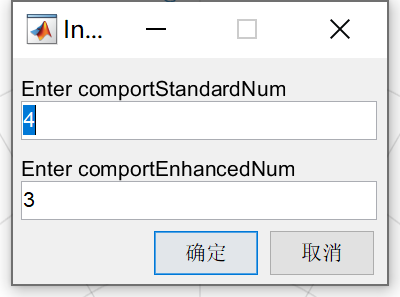 In...
Enter comportStandardNum
4
Enter comportEnhancedNum
3
确定 取消